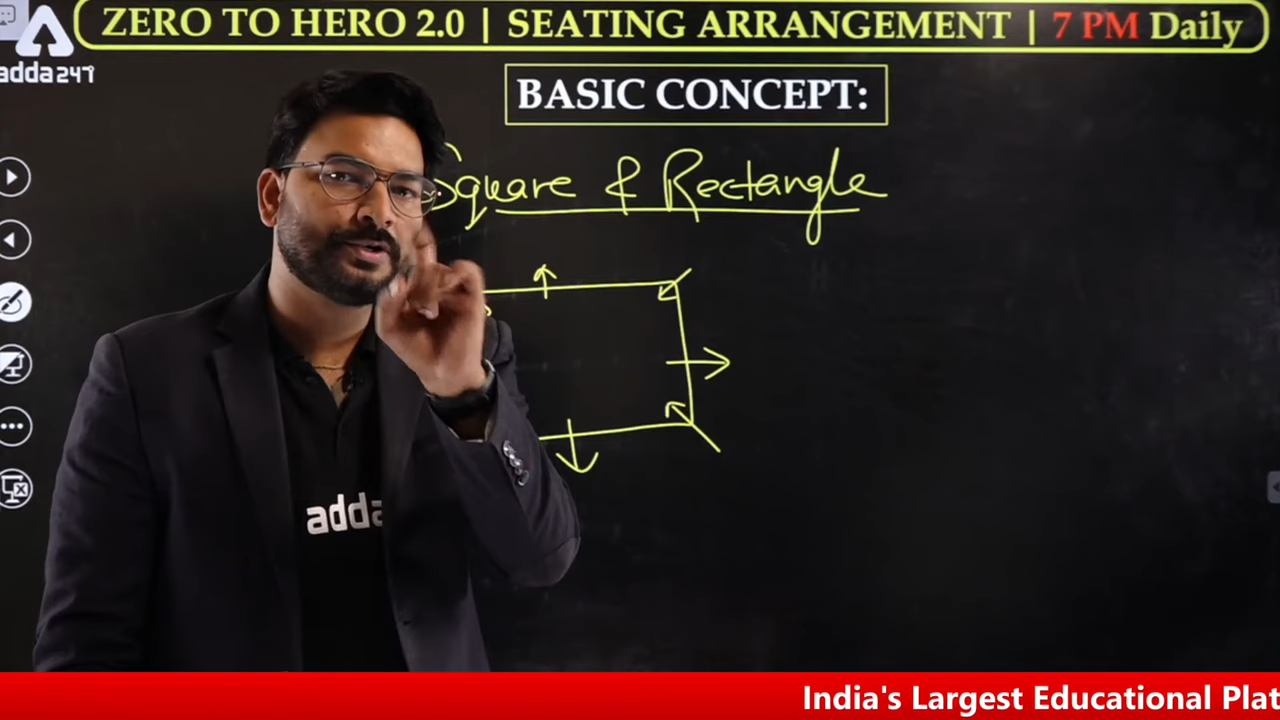 ZERO TO HERO 2.0 | SEATING ARRANGEMENT | 7 PM Daily
adda247
BASIC CONCEPT:
Square & Rectangle
adda
India's Largest Educational Plat